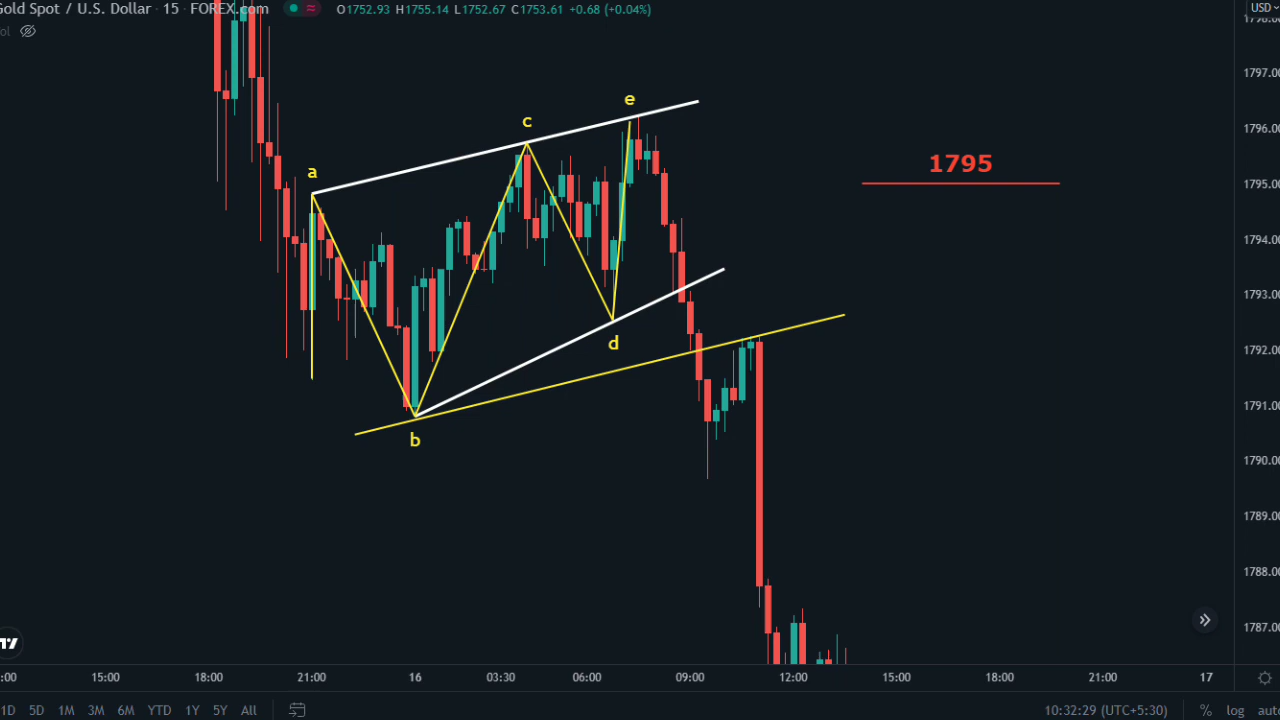 Gold Spot / U.S. Dollar · 15 · FOREX.com ≈ O1752.93 H1755.14 L1752.67 C1753.61 +0.68 (+0.04%)
USD
ol
1797.00
1796.00
1795.00
1794.00
1793.00
1792.00
1791.00
1790.00
1789.00
1788.00
1787.00
e
c
a
1795
d
b
:00 15:00 18:00 21:00 16 03:30 06:00 09:00 12:00 15:00 18:00 21:00 17
1D 5D 1M 3M 6M YTD 1Y 5Y All 10:32:29 (UTC+5:30) % log auto